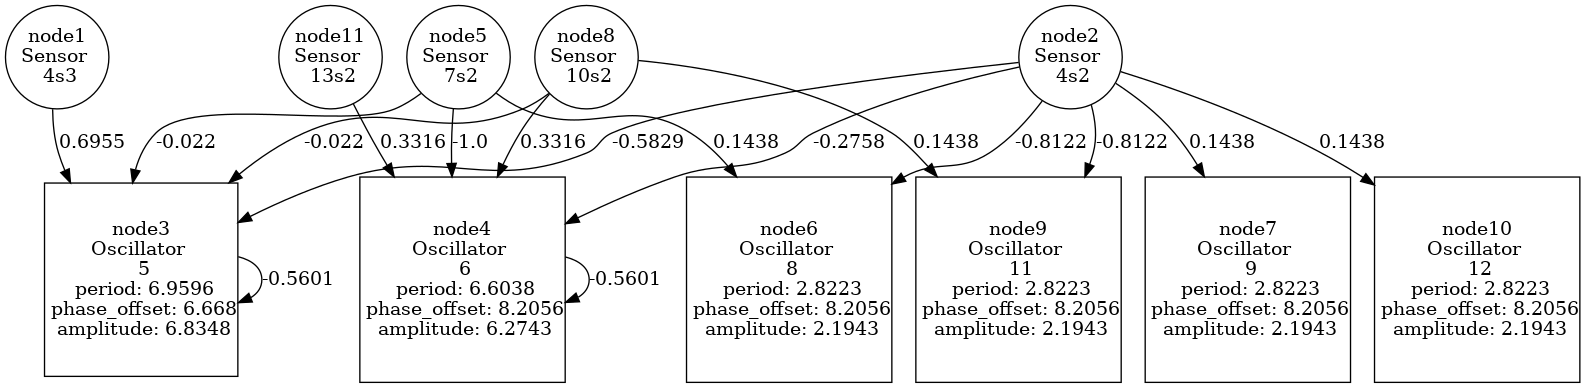 node1
Sensor
4s3
node11
Sensor
13s2
node5
Sensor
7s2
node8
Sensor
10s2
node2
Sensor
4s2
0.6955
-0.022
-0.022
0.3316
-1.0
0.3316
-0.5829
0.1438
-0.2758
0.1438
-0.8122
-0.8122
0.1438
0.1438
node3
Oscillator
5
period: 6.9596
phase_offset: 6.668
amplitude: 6.8348
-0.5601
node4
Oscillator
6
period: 6.6038
phase_offset: 8.2056
amplitude: 6.2743
-0.5601
node6
Oscillator
8
period: 2.8223
phase_offset: 8.2056
amplitude: 2.1943
node9
Oscillator
11
period: 2.8223
phase_offset: 8.2056
amplitude: 2.1943
node7
Oscillator
9
period: 2.8223
phase_offset: 8.2056
amplitude: 2.1943
node10
Oscillator
12
period: 2.8223
phase_offset: 8.2056
amplitude: 2.1943